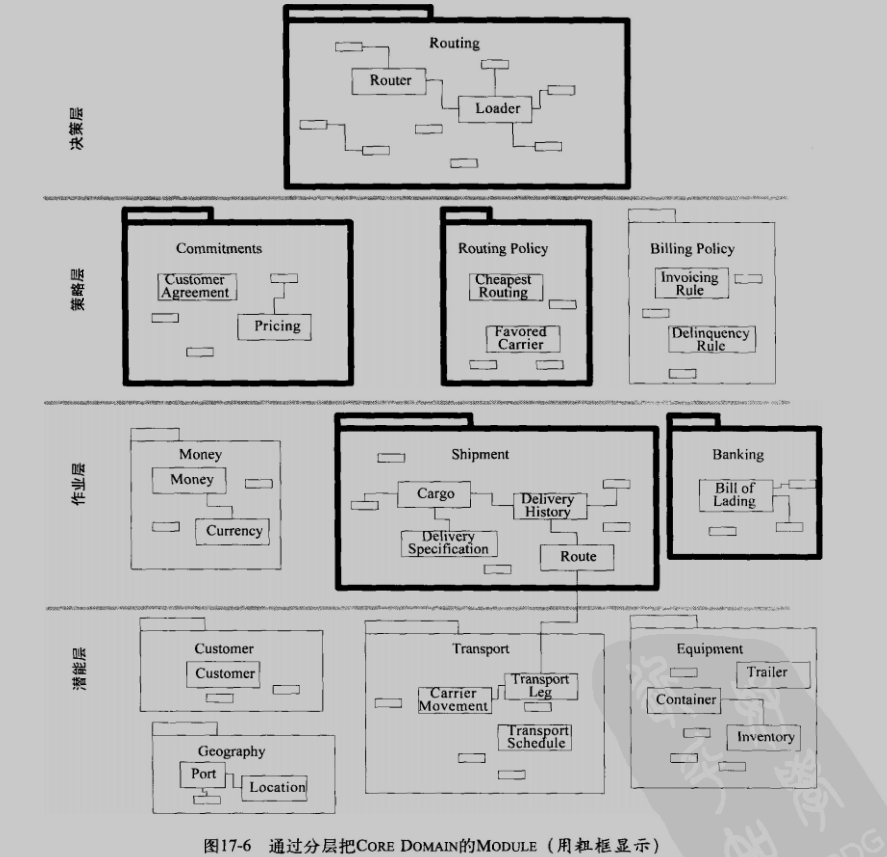 Routing
Router
Loader
决策层
Commitments
Customer
Agreement
Pricing
Routing Policy
Cheapest
Routing
Favored
Carrier
Billing Policy
Invoicing
Rule
Delinquency
Rule
策略层
Money
Money
Currency
Shipment
Cargo
Delivery
History
Delivery
Specification
Route
Banking
Bill of
Lading
作业层
Customer
Customer
Geography
Port
Location
Transport
Transport
Leg
Carrier
Movement
Transport
Schedule
Equipment
Trailer
Container
Inventory
潜能层
图17-6 通过分层把CORE DOMAIN的MODULE（用粗框显示）